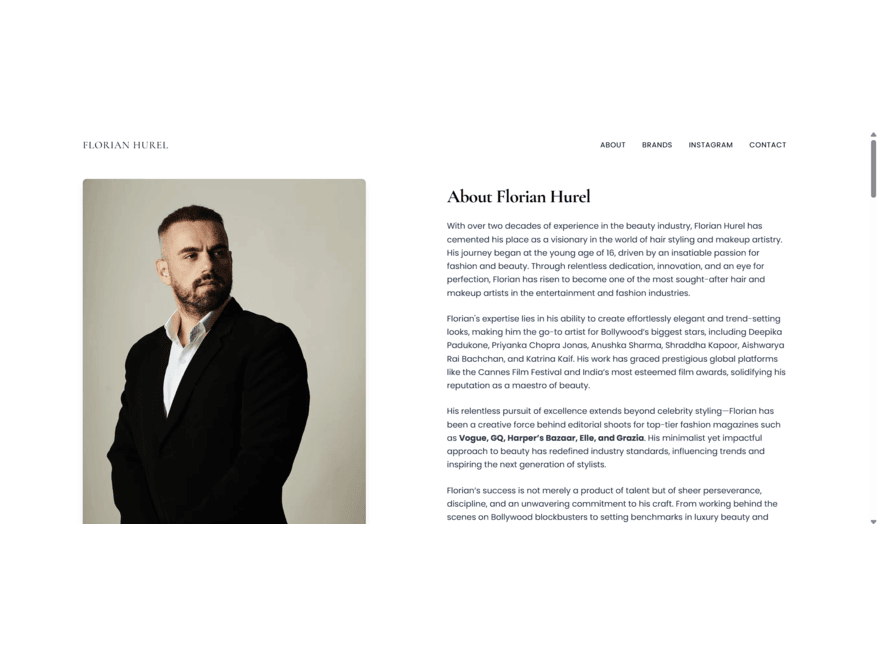 FLORIAN HUREL
ABOUT BRANDS INSTAGRAM CONTACT
About Florian Hurel
With over two decades of experience in the beauty industry, Florian Hurel has
cemented his place as a visionary in the world of hair styling and makeup artistry.
His journey began at the young age of 16, driven by an insatiable passion for
fashion and beauty. Through relentless dedication, innovation, and an eye for
perfection, Florian has risen to become one of the most sought-after hair and
makeup artists in the entertainment and fashion industries.
Florian's expertise lies in his ability to create effortlessly elegant and trend-setting
looks, making him the go-to artist for Bollywood's biggest stars, including Deepika
Padukone, Priyanka Chopra Jonas, Anushka Sharma, Shraddha Kapoor, Aishwarya
Rai Bachchan, and Katrina Kaif. His work has graced prestigious global platforms
like the Cannes Film Festival and India's most esteemed film awards, solidifying his
reputation as a maestro of beauty.
His relentless pursuit of excellence extends beyond celebrity styling—Florian has
been a creative force behind editorial shoots for top-tier fashion magazines such
as Vogue, GQ, Harper's Bazaar, Elle, and Grazia. His minimalist yet impactful
approach to beauty has redefined industry standards, influencing trends and
inspiring the next generation of stylists.
Florian's success is not merely a product of talent but of sheer perseverance,
discipline, and an unwavering commitment to his craft. From working behind the
scenes on Bollywood blockbusters to setting benchmarks in luxury beauty and